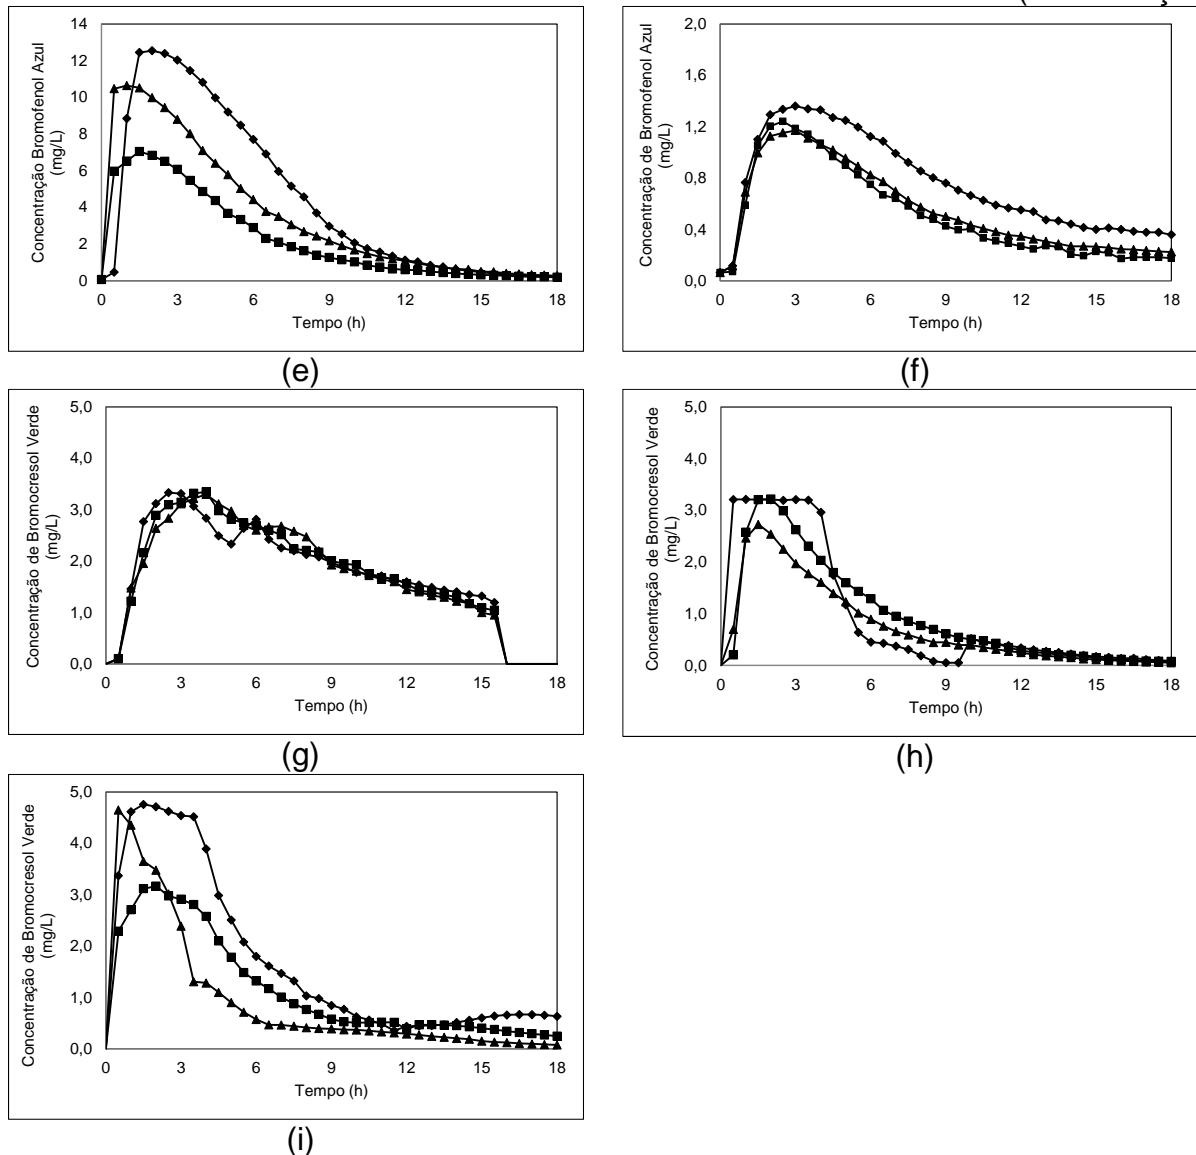 Concentração Bromofenol Azul
(mg/L)
14
12
10
8
6
4
2
0
0 3 6 9 12 15 18
Tempo (h)
(e)
Concentração de Bromofenol Azul
(mg/L)
2,0
1,6
1,2
0,8
0,4
0,0
0 3 6 9 12 15 18
Tempo (h)
(f)
Concentração de Bromocresol Verde
(mg/L)
5,0
4,0
3,0
2,0
1,0
0,0
0 3 6 9 12 15 18
Tempo (h)
(g)
Concentração de Bromocresol Verde
(mg/L)
5,0
4,0
3,0
2,0
1,0
0,0
0 3 6 9 12 15 18
Tempo (h)
(h)
Concentração de Bromocresol Verde
(mg/L)
5,0
4,0
3,0
2,0
1,0
0,0
0 3 6 9 12 15 18
Tempo (h)
(i)